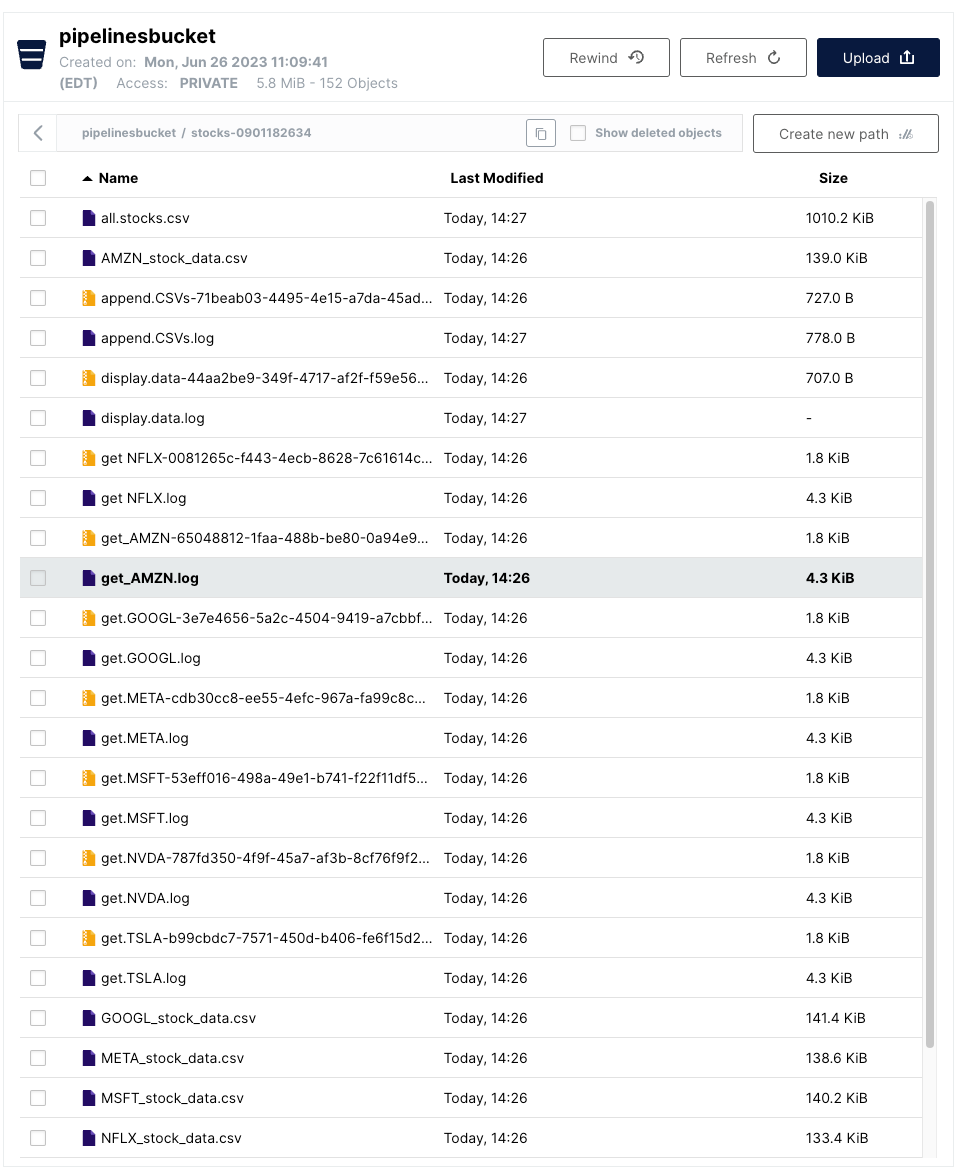 pipelinesbucket
Created on: Mon, Jun 26 2023 11:09:41
(EDT) Access: PRIVATE 5.8 MiB - 152 Objects
Rewind
Refresh
Upload
pipelinesbucket / stocks-0901182634
Show deleted objects
Create new path
Name Last Modified Size
all.stocks.csv Today, 14:27 1010.2 KiB
AMZN_stock_data.csv Today, 14:26 139.0 KiB
append.CSVs-71beab03-4495-4e15-a7da-45ad... Today, 14:26 727.0 B
append.CSVs.log Today, 14:27 778.0 B
display.data-44aa2be9-349f-4717-af2f-f59e56... Today, 14:26 707.0 B
display.data.log Today, 14:27 -
get NFLX-0081265c-f443-4ecb-8628-7c61614c... Today, 14:26 1.8 KiB
get NFLX.log Today, 14:26 4.3 KiB
get_AMZN-65048812-1faa-488b-be80-0a94e9... Today, 14:26 1.8 KiB
get_AMZN.log Today, 14:26 4.3 KiB
get.GOOGL-3e7e4656-5a2c-4504-9419-a7cbbf... Today, 14:26 1.8 KiB
get.GOOGL.log Today, 14:26 4.3 KiB
get.META-cdb30cc8-ee55-4efc-967a-fa99c8c... Today, 14:26 1.8 KiB
get.META.log Today, 14:26 4.3 KiB
get.MSFT-53eff016-498a-49e1-b741-f22f11df5... Today, 14:26 1.8 KiB
get.MSFT.log Today, 14:26 4.3 KiB
get.NVDA-787fd350-4f9f-45a7-af3b-8cf76f9f2... Today, 14:26 1.8 KiB
get.NVDA.log Today, 14:26 4.3 KiB
get.TSLA-b99cbdc7-7571-450d-b406-fe6f15d2... Today, 14:26 1.8 KiB
get.TSLA.log Today, 14:26 4.3 KiB
GOOGL_stock_data.csv Today, 14:26 141.4 KiB
META_stock_data.csv Today, 14:26 138.6 KiB
MSFT_stock_data.csv Today, 14:26 140.2 KiB
NFLX_stock_data.csv Today, 14:26 133.4 KiB